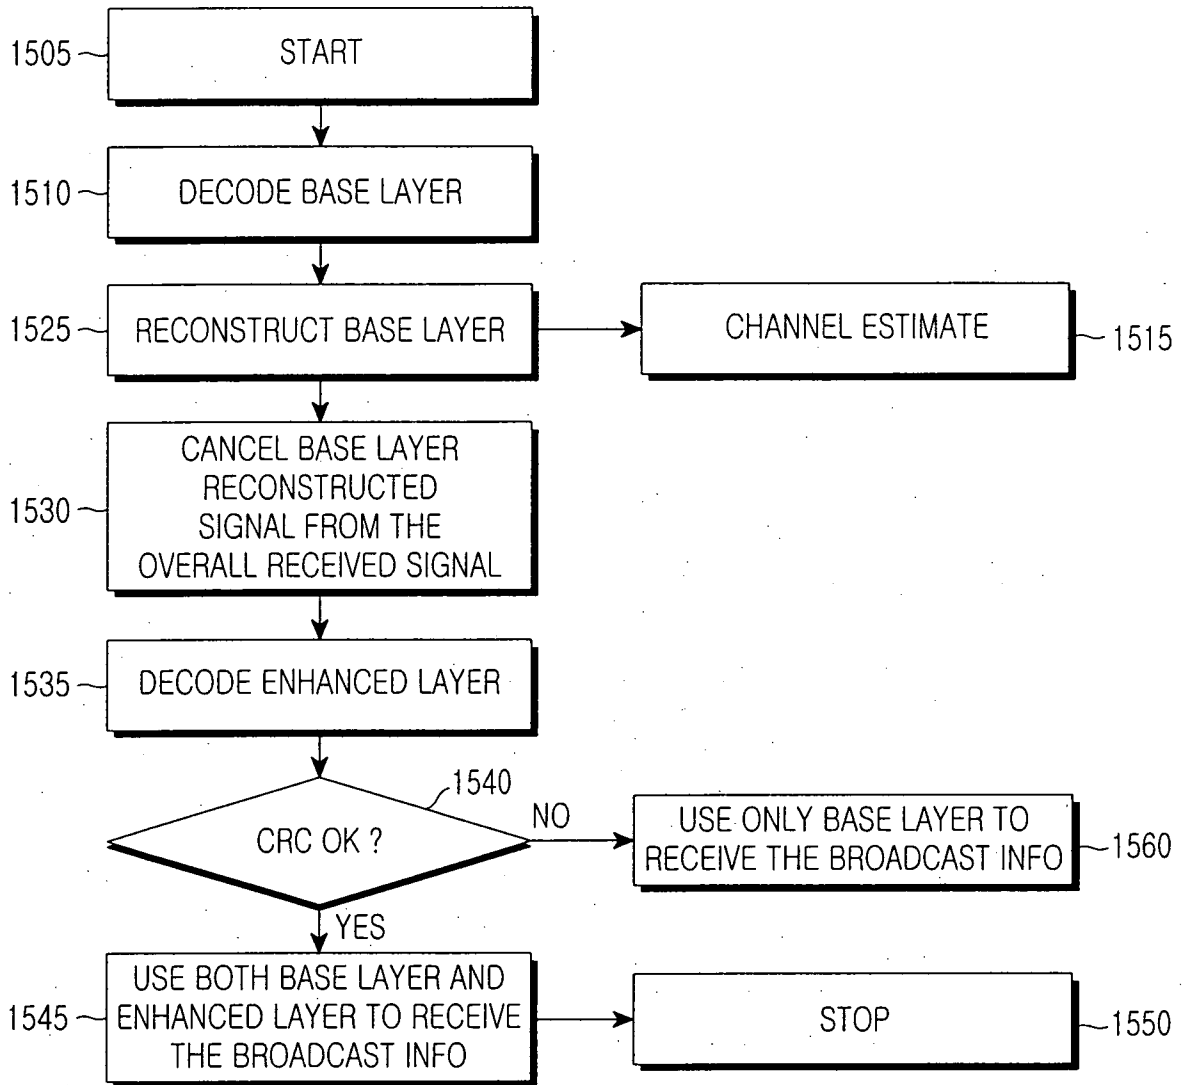 1505
START
1510
DECODE BASE LAYER
1525
RECONSTRUCT BASE LAYER
CHANNEL ESTIMATE
1515
1530
CANCEL BASE LAYER
RECONSTRUCTED
SIGNAL FROM THE
OVERALL RECEIVED SIGNAL
1535
DECODE ENHANCED LAYER
1540
CRC OK ?
NO
USE ONLY BASE LAYER TO
RECEIVE THE BROADCAST INFO
1560
YES
1545
USE BOTH BASE LAYER AND
ENHANCED LAYER TO RECEIVE
THE BROADCAST INFO
STOP
1550